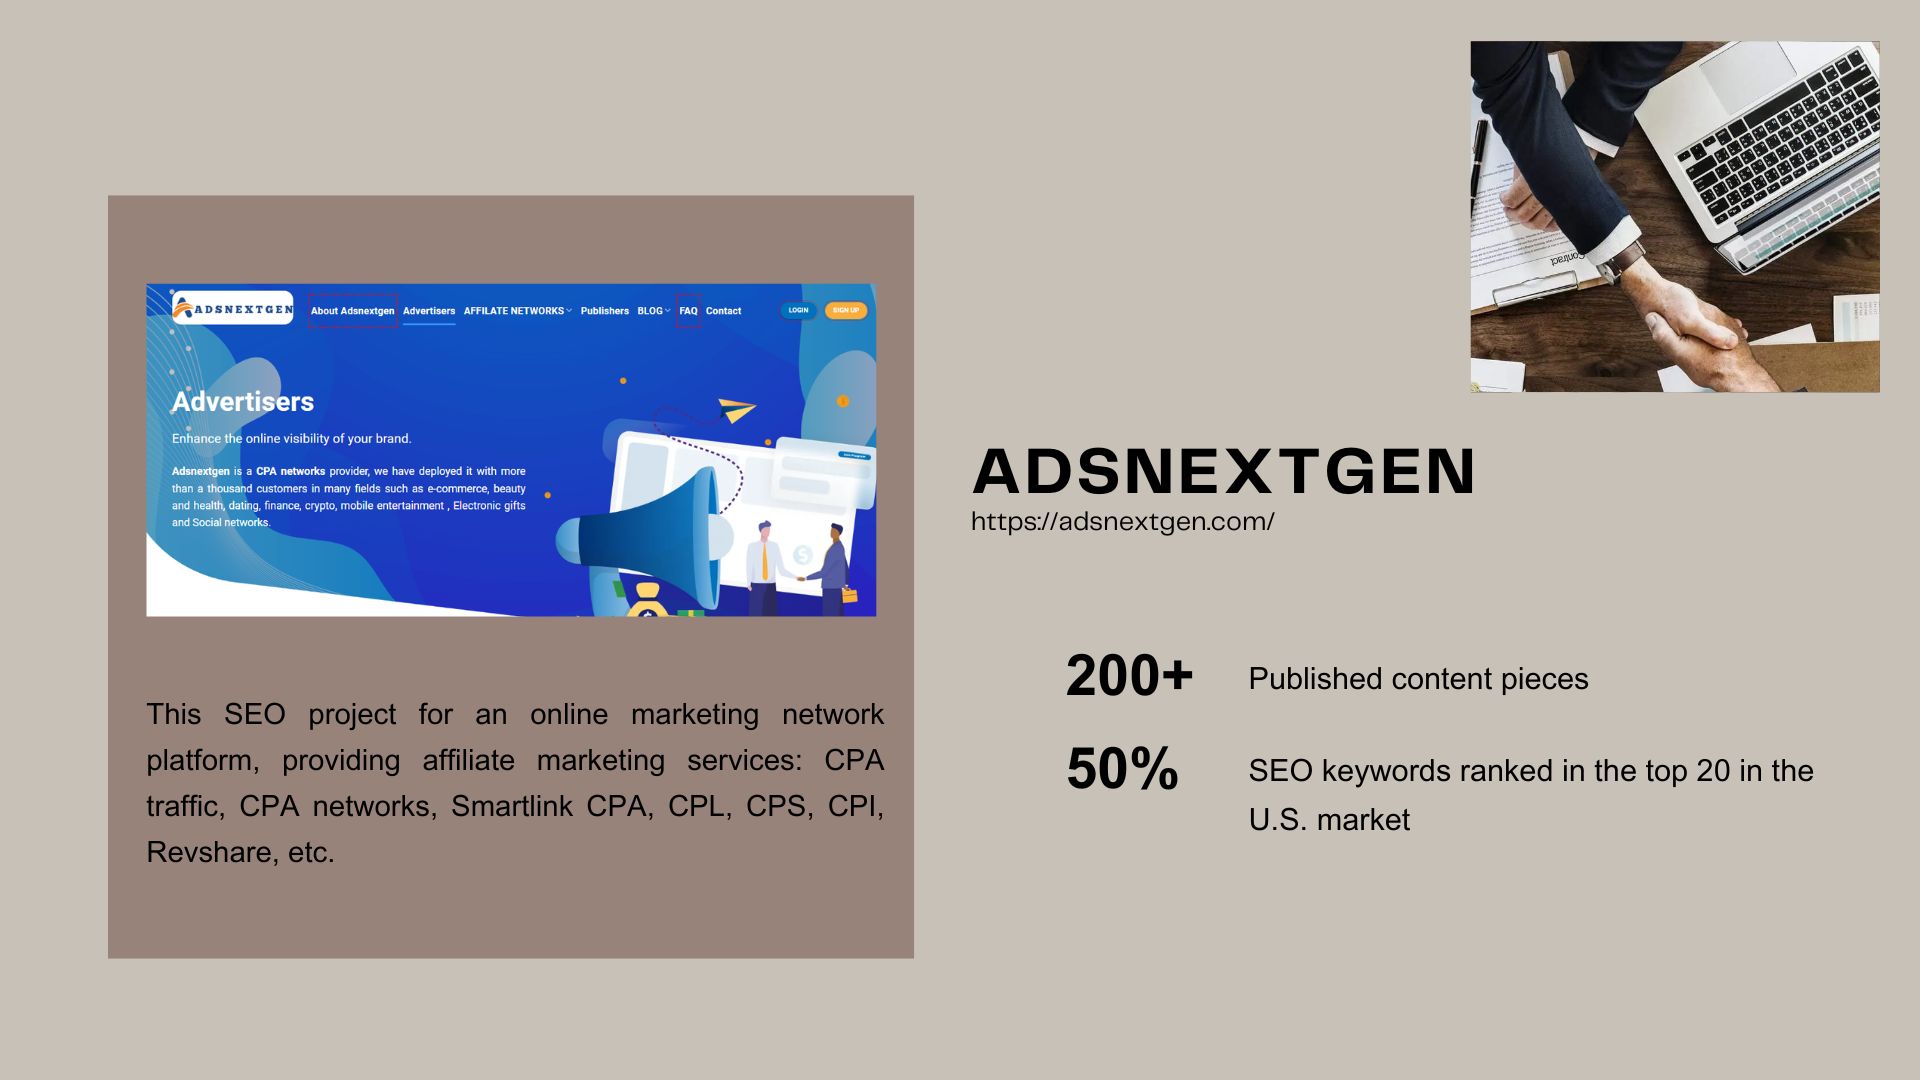 Contract
ADSNEXTGEN
About Adsnextgen
Advertisers
AFFILATE NETWORKS
Publishers
BLOG
FAQ
Contact
LOGIN
SIGN UP
Advertisers
Enhance the online visibility of your brand.
Adsnextgen is a CPA networks provider, we have deployed it with more
than a thousand customers in many fields such as e-commerce, beauty
and health, dating, finance, crypto, mobile entertainment , Electronic gifts
and Social networks.
This SEO project for an online marketing network
platform, providing affiliate marketing services: CPA
traffic, CPA networks, Smartlink CPA, CPL, CPS, CPI,
Revshare, etc.
ADSNEXTGEN
https://adsnextgen.com/
200+ Published content pieces
50% SEO keywords ranked in the top 20 in the
U.S. market